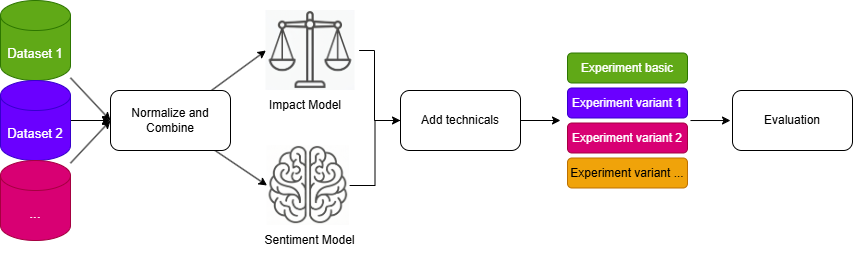 Dataset 1
Dataset 2
...
Normalize and
Combine
Impact Model
Sentiment Model
Add technicals
Experiment basic
Experiment variant 1
Experiment variant 2
Experiment variant ...
Evaluation